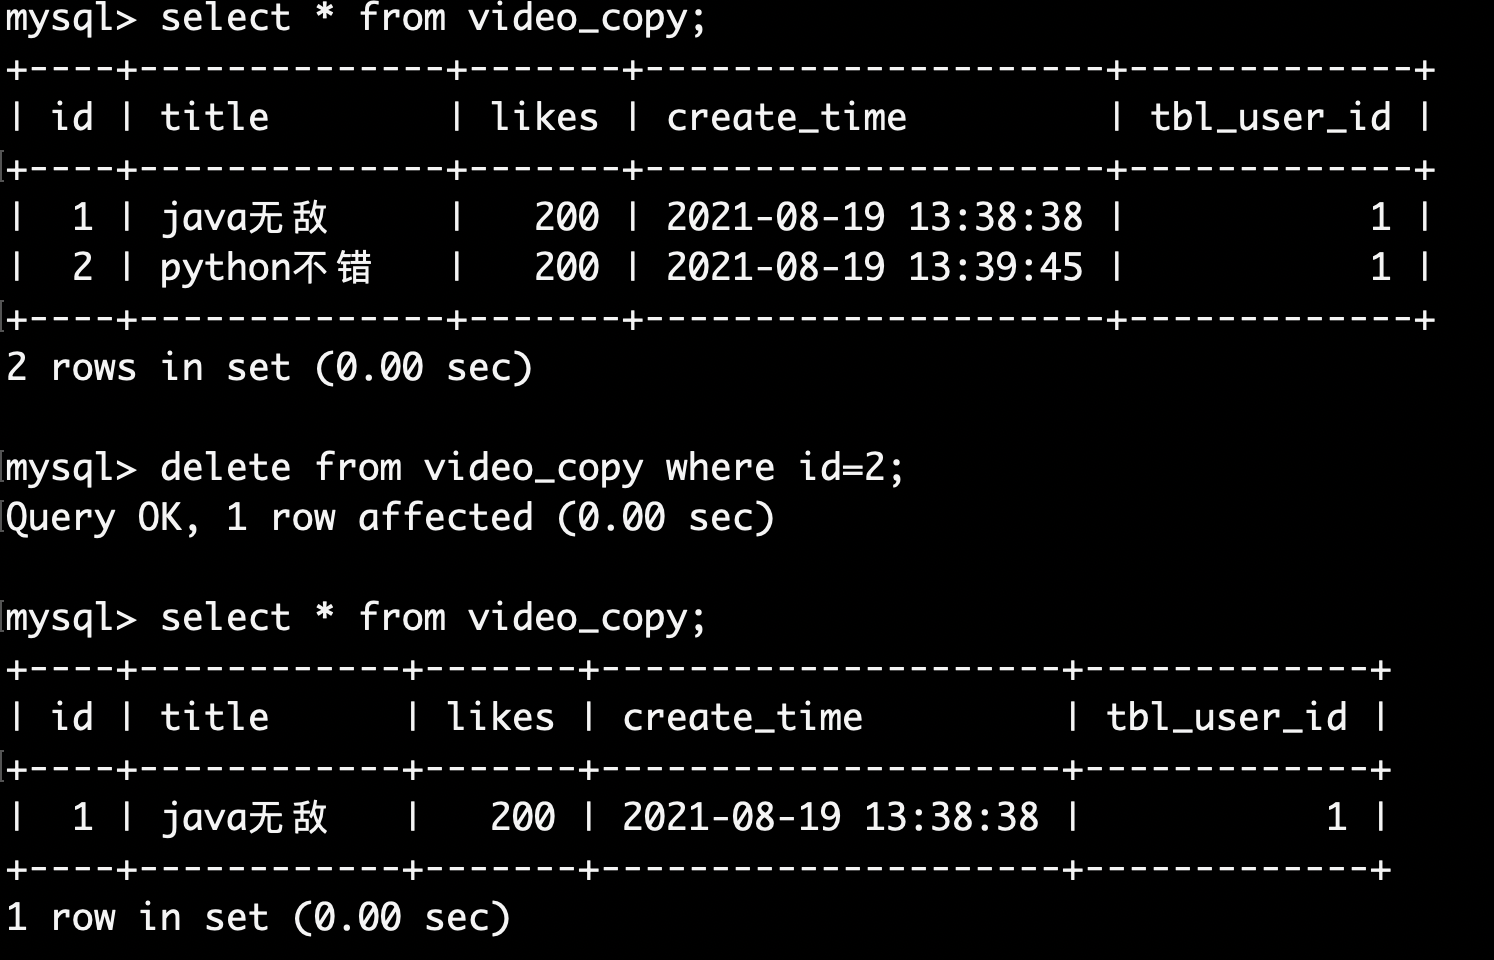 mysql> select * from video_copy;
+----+--------------+-------+---------------------+-------------+
| id | title        | likes | create_time         | tbl_user_id |
+----+--------------+-------+---------------------+-------------+
|  1 | java无敌      |   200 | 2021-08-19 13:38:38 |           1 |
|  2 | python不错    |   200 | 2021-08-19 13:39:45 |           1 |
+----+--------------+-------+---------------------+-------------+
2 rows in set (0.00 sec)

mysql> delete from video_copy where id=2;
Query OK, 1 row affected (0.00 sec)

mysql> select * from video_copy;
+----+------------+-------+---------------------+-------------+
| id | title      | likes | create_time         | tbl_user_id |
+----+------------+-------+---------------------+-------------+
|  1 | java无敌    |   200 | 2021-08-19 13:38:38 |           1 |
+----+------------+-------+---------------------+-------------+
1 row in set (0.00 sec)